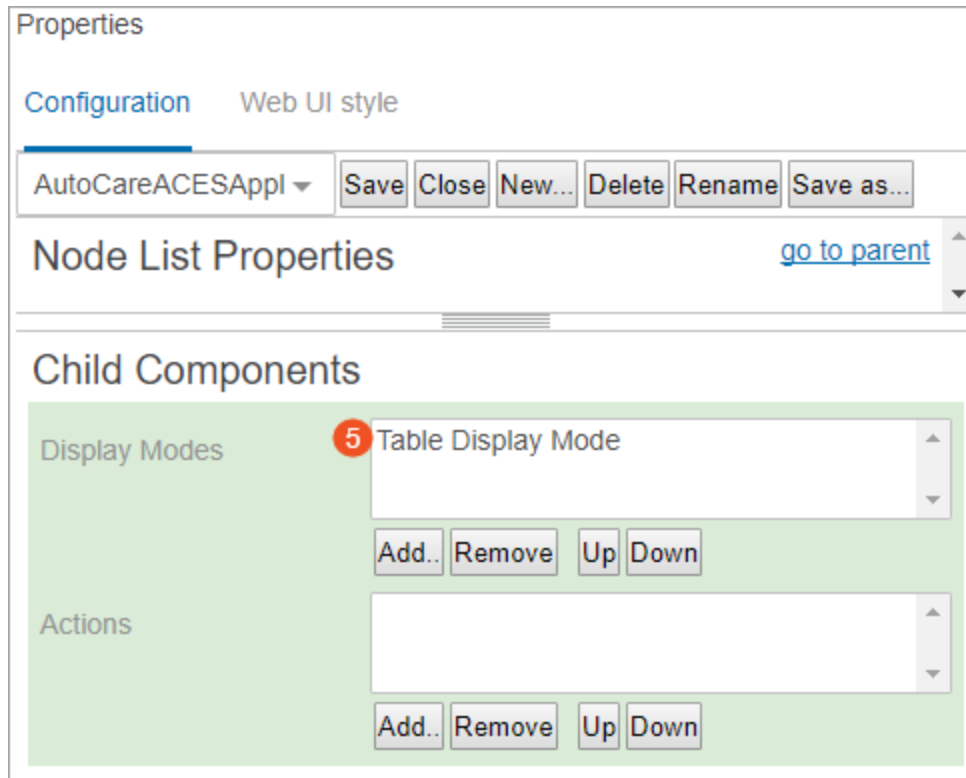 Properties
Configuration Web UI style
AutoCareACESAppl Save Close New... Delete Rename Save as...
Node List Properties go to parent
Child Components
Display Modes 5 Table Display Mode
Add.. Remove Up Down
Actions
Add.. Remove Up Down